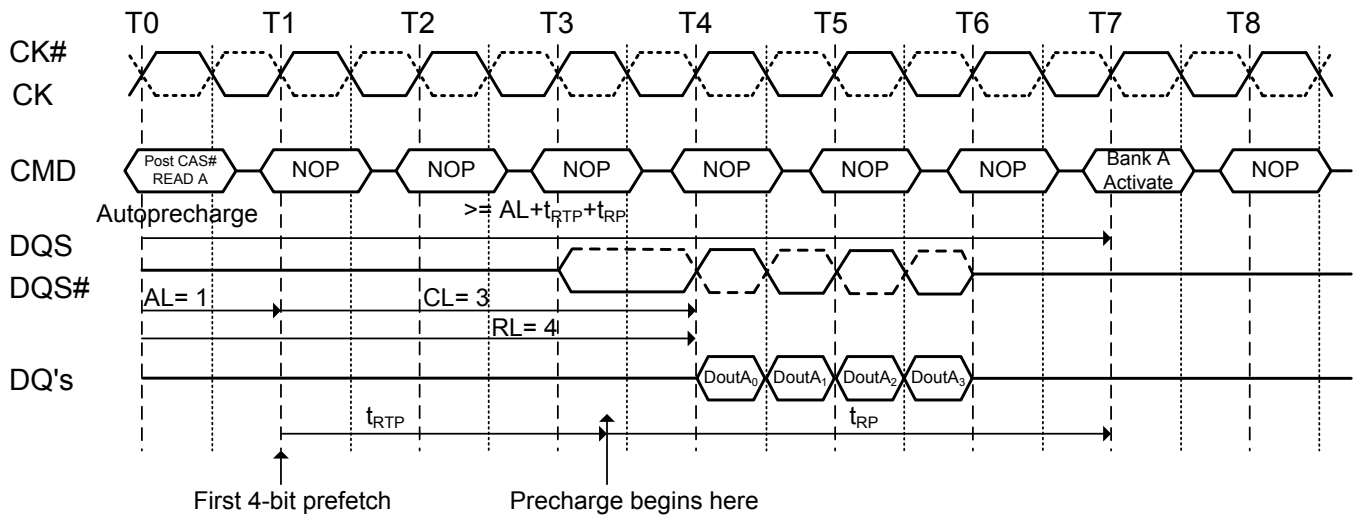 T0 T1 T2 T3 T4 T5 T6 T7 T8
CK#
CK
CMD
Post CAS#
READ A
NOP NOP NOP NOP NOP NOP
Bank A
Activate
NOP
Autoprecharge
>= AL+tRTP+tRP
DQS
DQS#
AL= 1
CL= 3
RL= 4
DQ's
DoutA0 DoutA1 DoutA2 DoutA3
tRTP
tRP
First 4-bit prefetch
Precharge begins here